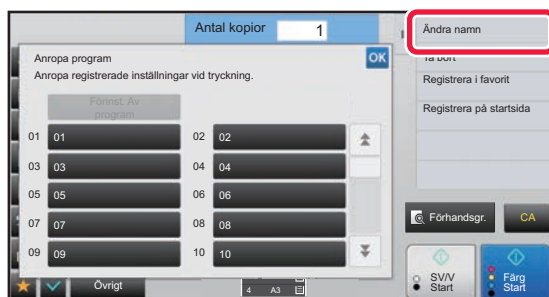 Antal kopior 1
Ändra namn
Anropa program
OK
Ta bort
Anropa registrerade inställningar vid tryckning.
Registrera i favorit
Förinst. Av
program
Registrera på startsida
01 01
02 02
03 03
04 04
05 05
06 06
07 07
08 08
Förhandsgr.
CA
09 09
10 10
SV/V
Start
Färg
Start
Övrigt
4 A3